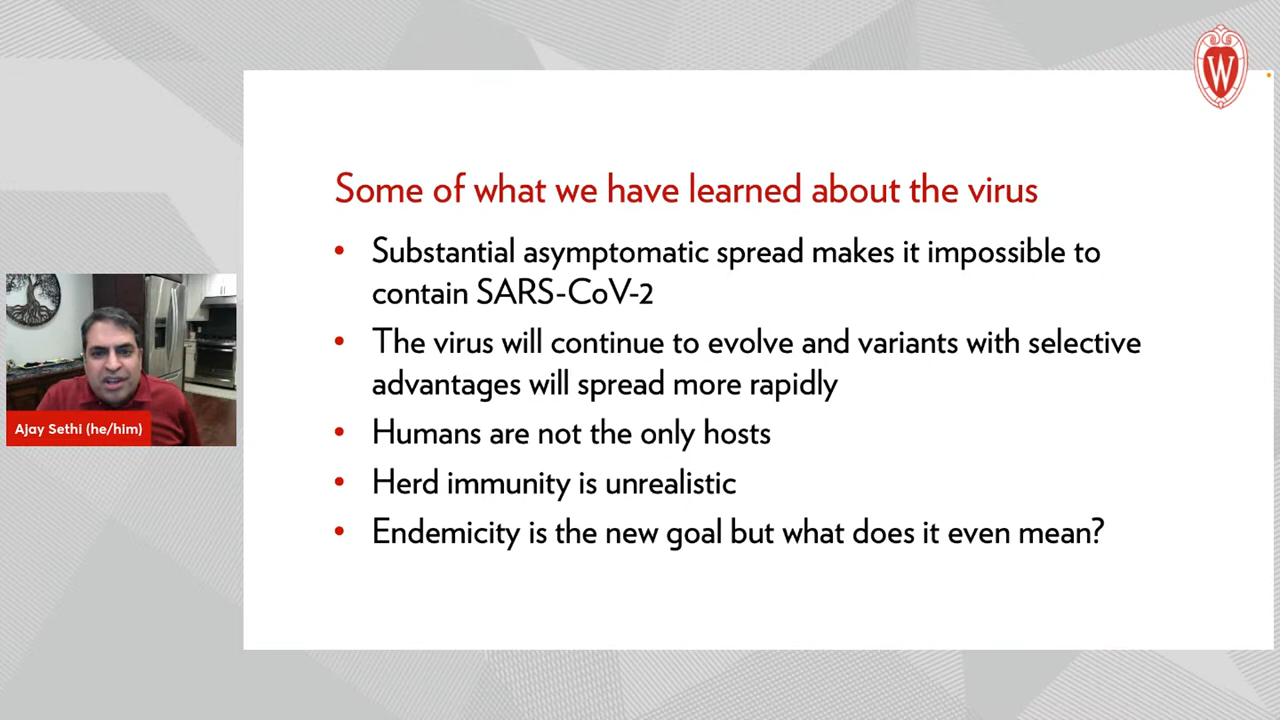 W
Some of what we have learned about the virus
• Substantial asymptomatic spread makes it impossible to
contain SARS-CoV-2
• The virus will continue to evolve and variants with selective
advantages will spread more rapidly
• Humans are not the only hosts
• Herd immunity is unrealistic
• Endemicity is the new goal but what does it even mean?
Ajay Sethi (he/him)